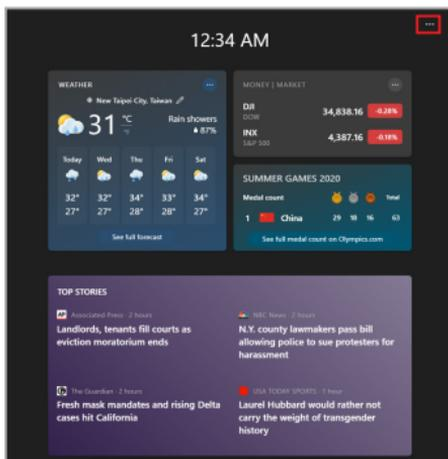 12:34 AM
WEATHER
New Taipei City, Taiwan
31 °C
°F
Rain showers
87%
Today Wed Thu Fri Sat
32° 32° 34° 33° 34°
27° 27° 28° 28° 27°
See full forecast
MONEY | MARKET
DJI
DOW
34,838.16 -0.28%
INX
S&P 500
4,387.16 -0.18%
SUMMER GAMES 2020
Medal count Total
1 China 29 18 16 63
See full medal count on Olympics.com
TOP STORIES
AP Associated Press · 2 hours
Landlords, tenants fill courts as
eviction moratorium ends
NBC News · 2 hours
N.Y. county lawmakers pass bill
allowing police to sue protesters for
harassment
The Guardian · 2 hours
Fresh mask mandates and rising Delta
cases hit California
USA TODAY SPORTS · 1 hour
Laurel Hubbard would rather not
carry the weight of transgender
history